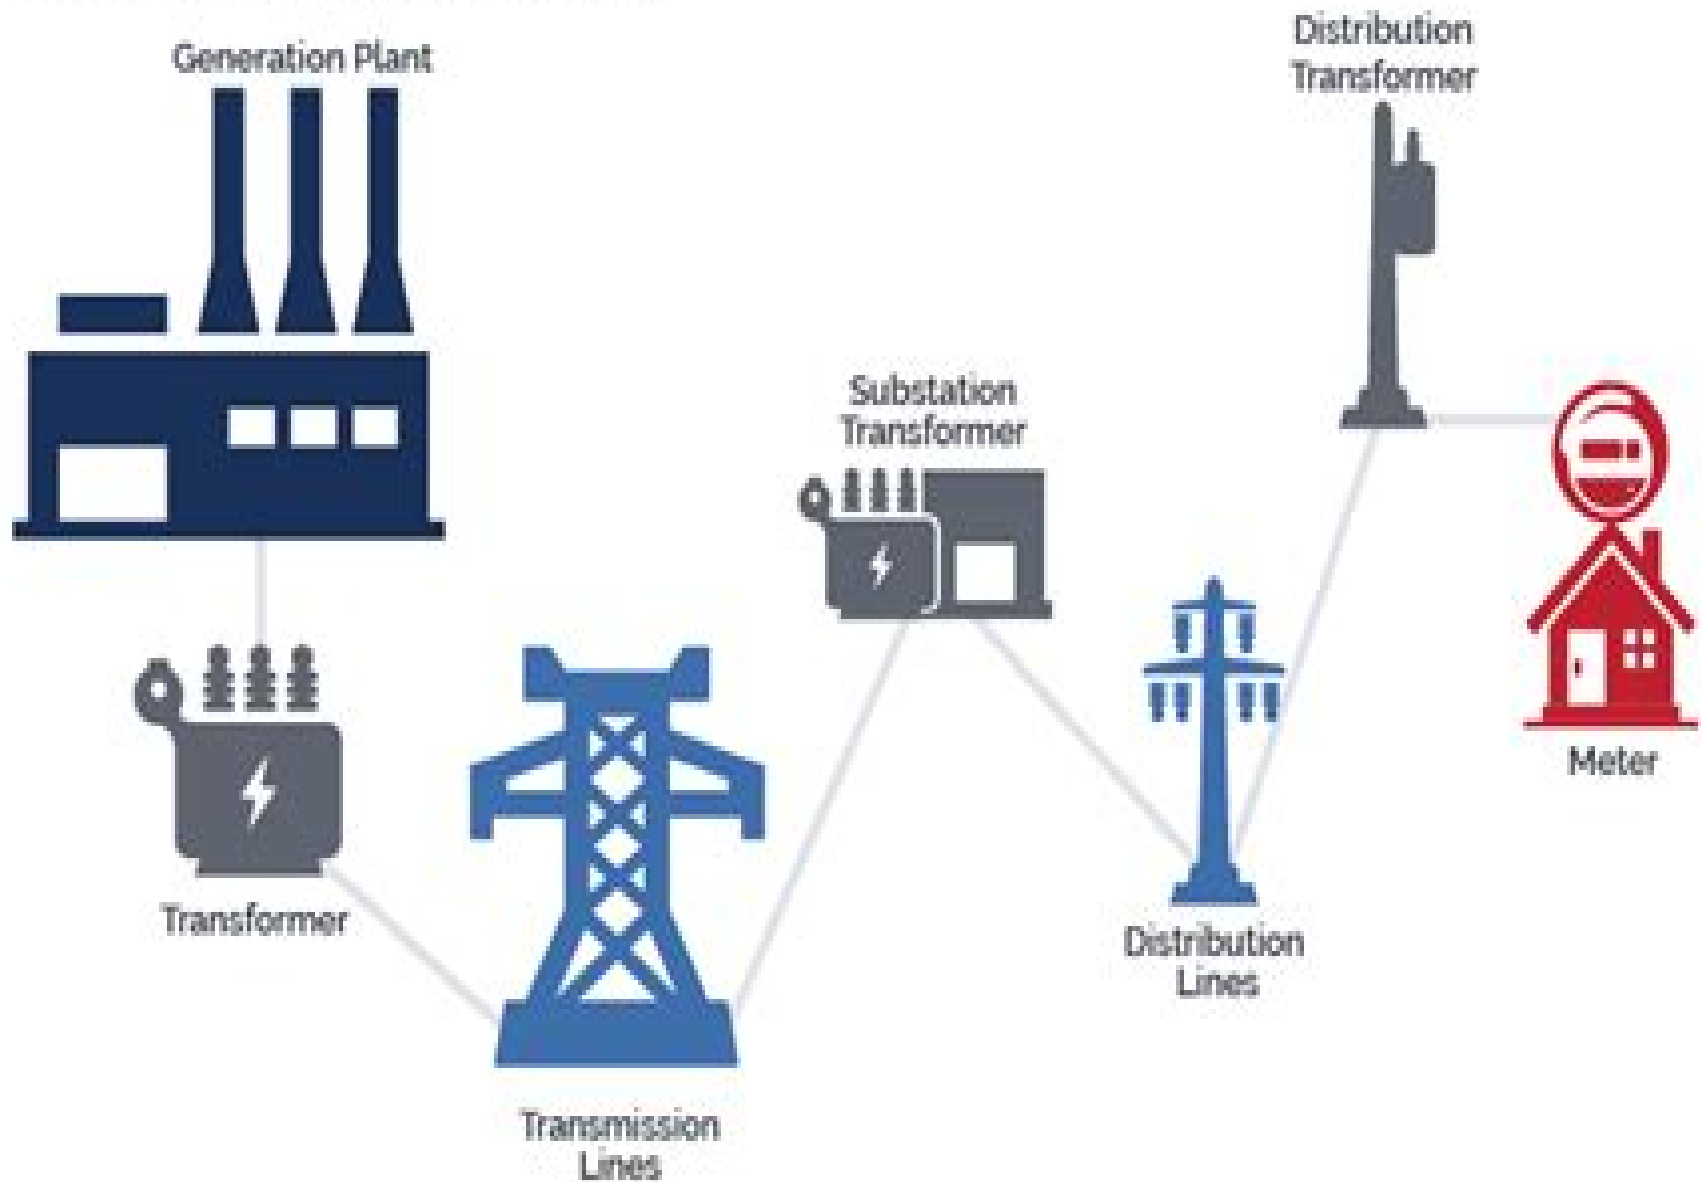 Generation Plant
Transformer
Transmission
Lines
Substation
Transformer
Distribution
Lines
Distribution
Transformer
Meter